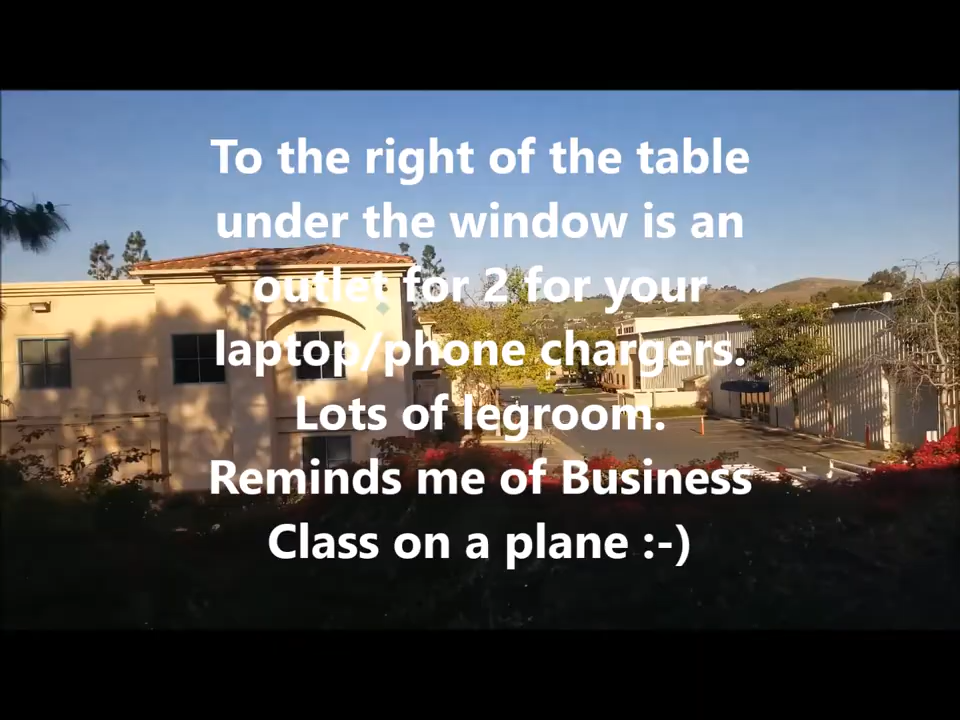 To the right of the table
under the window is an
outlet for 2 for your
laptop/phone chargers.
Lots of legroom.
Reminds me of Business
Class on a plane :-)